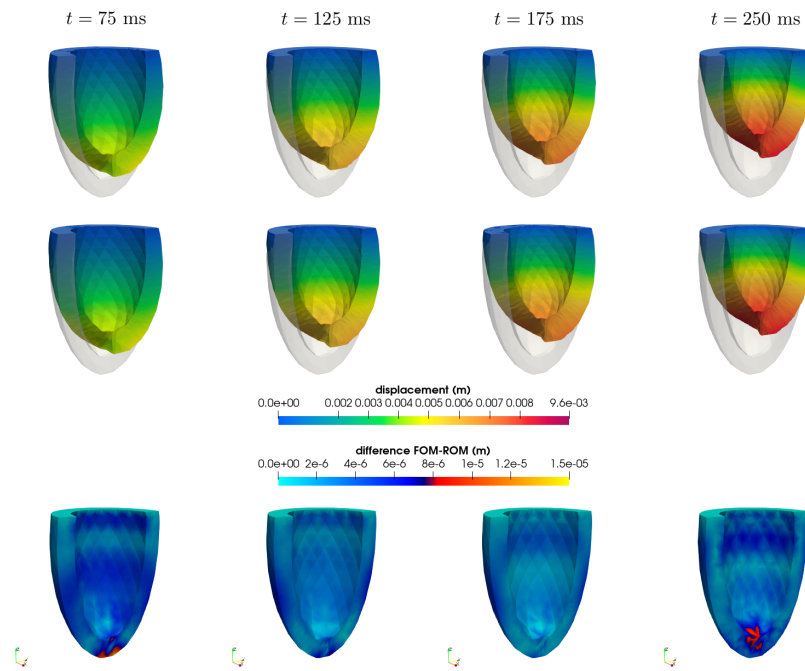 t = 75 ms t = 125 ms t = 175 ms t = 250 ms
displacement (m)
0.0e+00 0.002 0.003 0.004 0.005 0.006 0.007 0.008 9.6e-03
difference FOM-ROM (m)
0.0e+00 2e-6 4e-6 6e-6 8e-6 1e-5 1.2e-5 1.5e-05